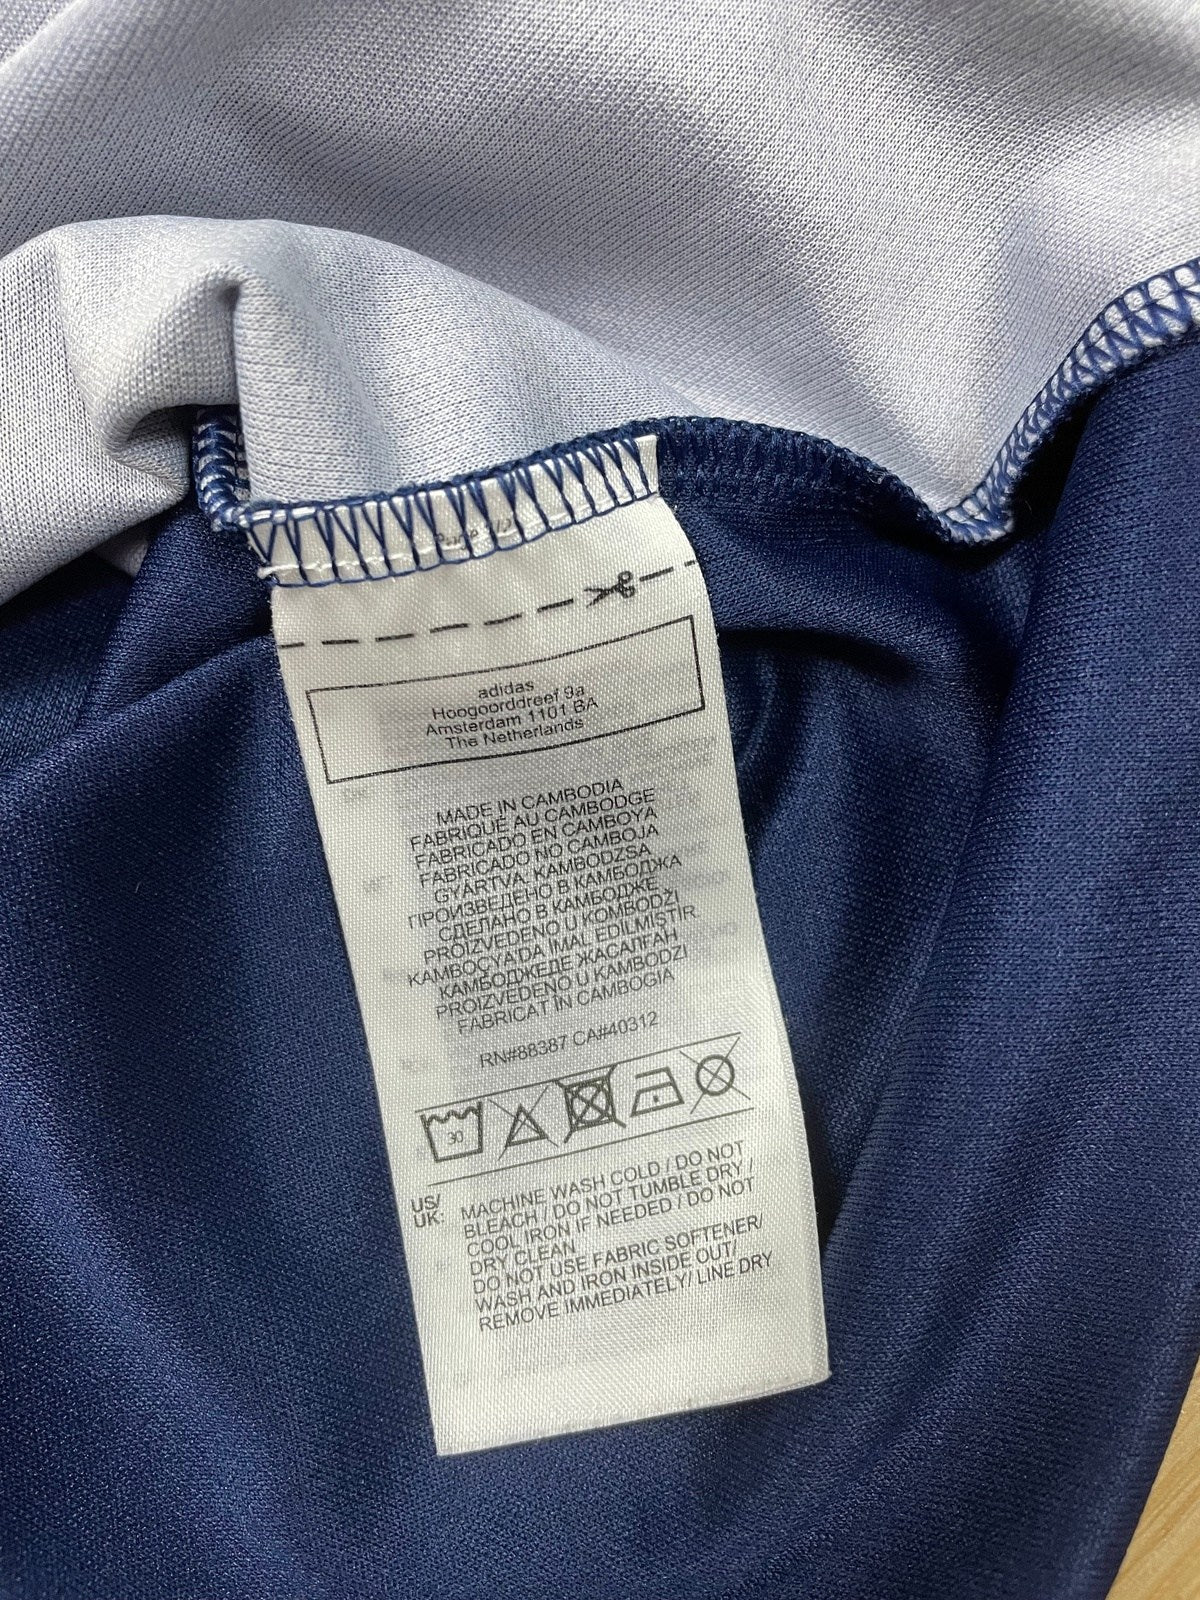 adidas
Hoogoorddreef 9a
Amsterdam 1101 BA
The Netherlands
MADE IN CAMBODIA
FABRIQUÉ AU CAMBODGE
FABRICADO EN CAMBOYA
FABRICADO NO CAMBOJA
GYÁRTVA: KAMBODZSA
ПРОИЗВЕДЕНО В КАМБОДЖА
СДЕЛАНО В КАМБОДЖЕ
PROIZVEDENO U KOMBODŽI
KAMBOÇYA'DA İMAL EDİLMİŞTİR.
КАМБОДЖЕДЕ ЖАСАЛҒАН
PROIZVEDENO U KAMBODZI
FABRICAT ÎN CAMBOGIA
RN#88387 CA#40312
30
US/
UK:
MACHINE WASH COLD / DO NOT
BLEACH / DO NOT TUMBLE DRY /
COOL IRON IF NEEDED / DO NOT
DRY CLEAN
DO NOT USE FABRIC SOFTENER/
WASH AND IRON INSIDE OUT/
REMOVE IMMEDIATELY/ LINE DRY